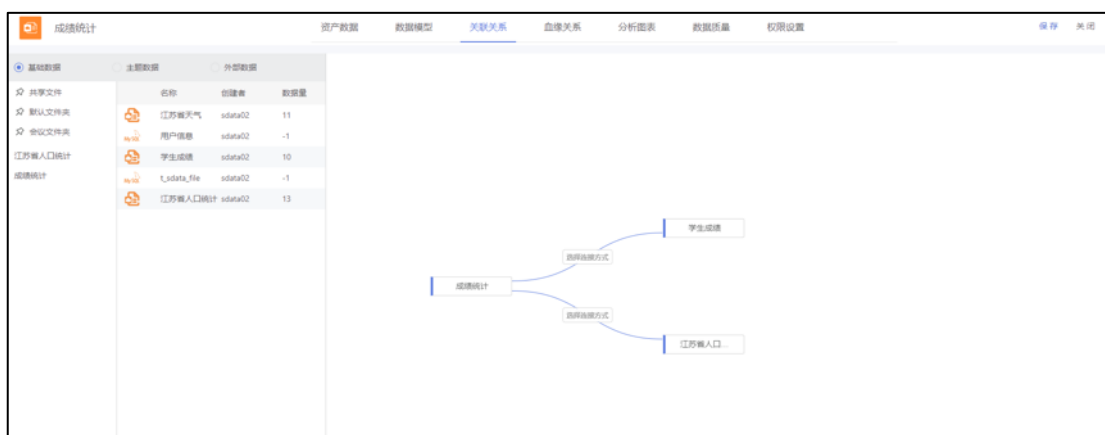 成绩统计 资产数据 数据模型 关联关系 血缘关系 分析图表 数据质量 权限设置 保存 关闭
基础数据 主题数据 外部数据
共享文件
默认文件夹
会议文件夹
江苏省人口统计
成绩统计
名称 创建者 数据量
江苏省天气 sdata02 11
My SQL 用户信息 sdata02 -1
学生成绩 sdata02 10
My SQL t_sdata_file sdata02 -1
江苏省人口统计 sdata02 13
学生成绩
选择连接方式
成绩统计
选择连接方式
江苏省人口...